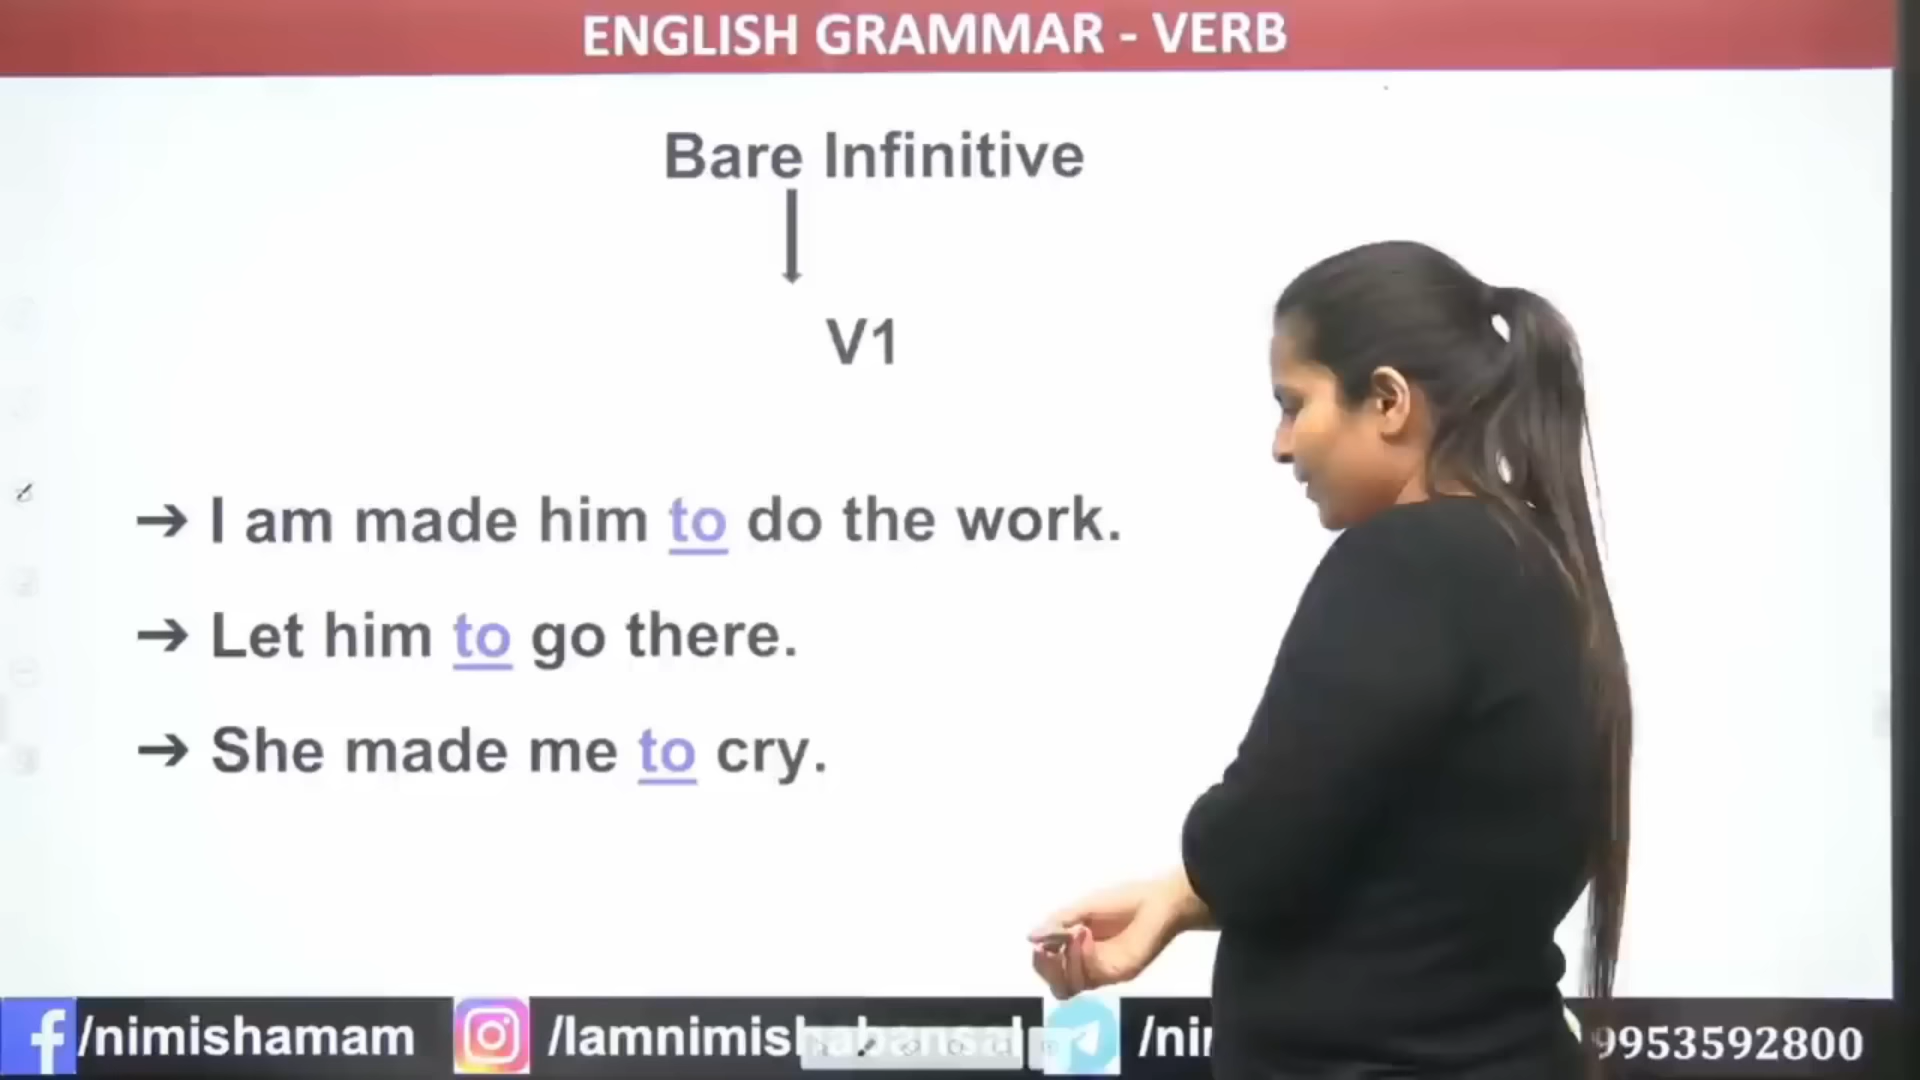 ENGLISH GRAMMAR - VERB
Bare Infinitive
V1
➔ I am made him to do the work.
➔ Let him to go there.
➔ She made me to cry.
/nimishamam /Iamnimishabansal /ni 9953592800